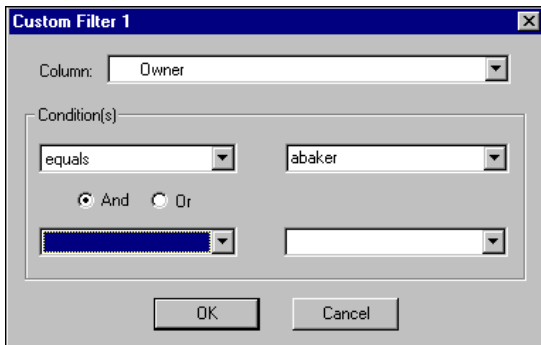 Custom Filter 1
Column: Owner
Condition(s)
equals abaker
And Or
OK Cancel